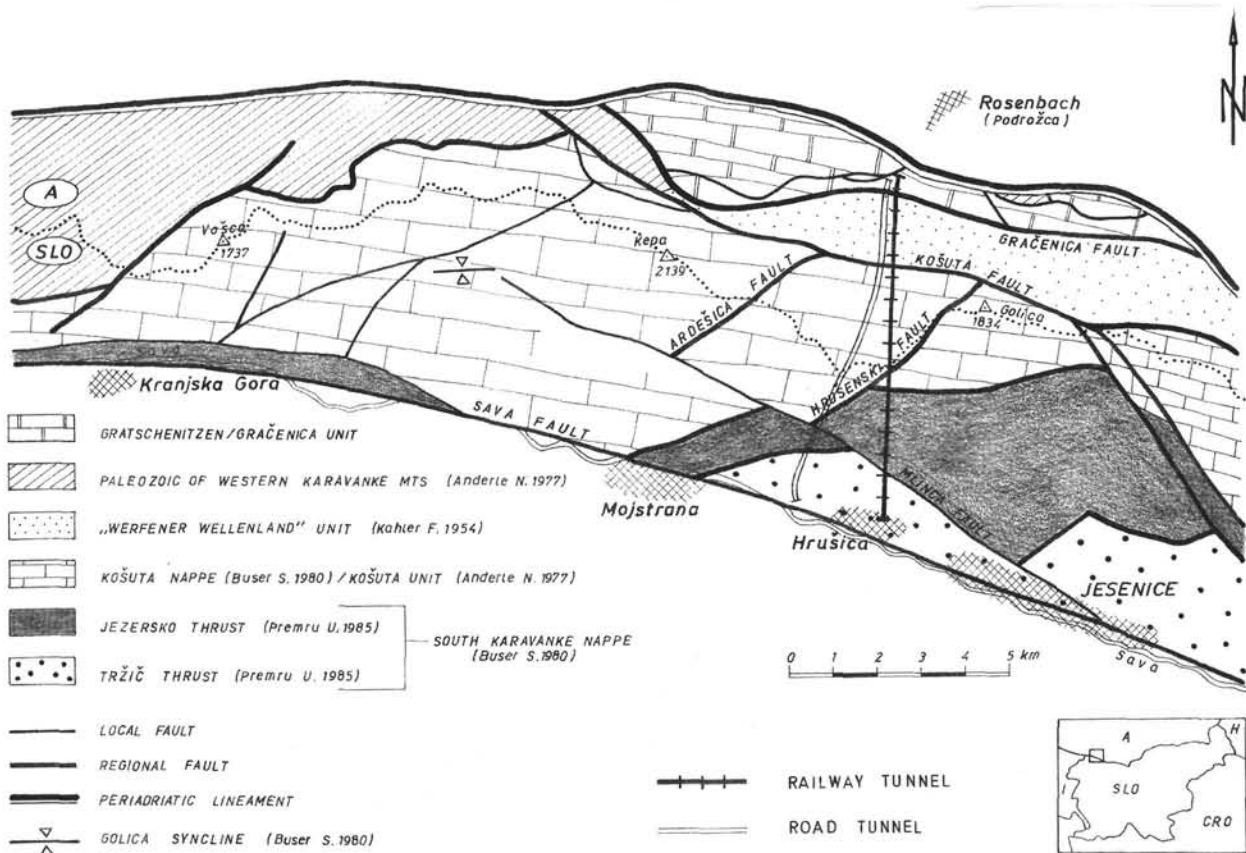 N
Rosenbach
(Podrožca)
A
SLO
Vošca
1737
Kepa
2139
GRAČENICA FAULT
KOŠUTA FAULT
ARDEŠICA FAULT
Golica
1834
HRUŠENSKI FAULT
Sava
Kranjska Gora
SAVA FAULT
MLINCA FAULT
Mojstrana
Hrušica
JESENICE
Sava
GRATSCHENITZEN/GRAČENICA UNIT
PALEOZOIC OF WESTERN KARAVANKE MTS (Anderle N. 1977)
„WERFENER WELLENLAND" UNIT (Kahler F. 1954)
KOŠUTA NAPPE (Buser S. 1980) / KOŠUTA UNIT (Anderle N. 1977)
JEZERSKO THRUST (Premru U. 1985)
SOUTH KARAVANKE NAPPE
(Buser S. 1980)
TRŽIČ THRUST (Premru U. 1985)
0 1 2 3 4 5 km
LOCAL FAULT
REGIONAL FAULT
PERIADRIATIC LINEAMENT
GOLICA SYNCLINE (Buser S. 1980)
RAILWAY TUNNEL
ROAD TUNNEL
A
H
I
SLO
CRO